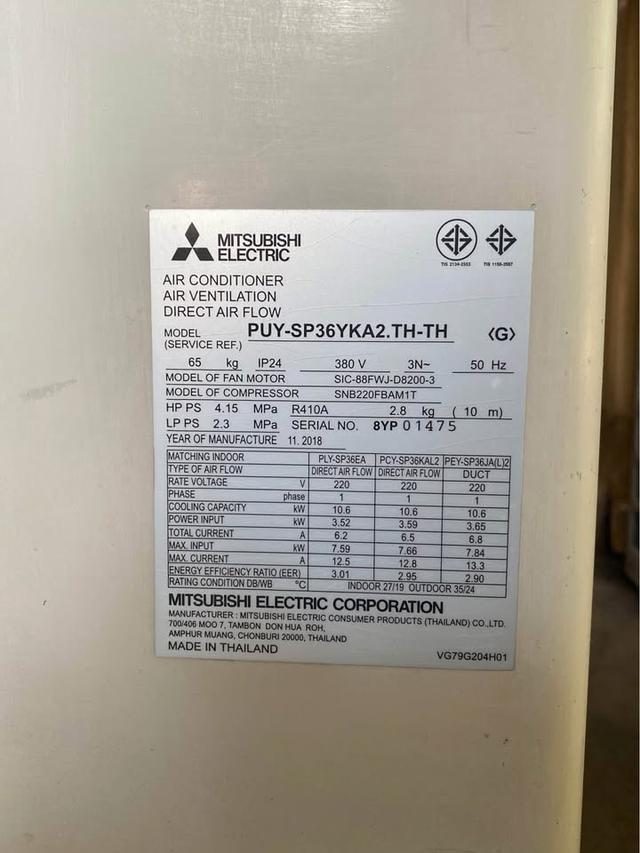 MITSUBISHI
ELECTRIC
TIS 2134-2553 TIS 1155-2557
AIR CONDITIONER
AIR VENTILATION
DIRECT AIR FLOW
MODEL
(SERVICE REF.) PUY-SP36YKA2.TH-TH <G>
65 kg IP24 380 V 3N~ 50 Hz
MODEL OF FAN MOTOR SIC-88FWJ-D8200-3
MODEL OF COMPRESSOR SNB220FBAM1T
HP PS 4.15 MPa R410A 2.8 kg ( 10 m)
LP PS 2.3 MPa SERIAL NO. 8YP 01475
YEAR OF MANUFACTURE 11. 2018
MATCHING INDOOR PLY-SP36EA PCY-SP36KAL2 PEY-SP36JA(L)2
TYPE OF AIR FLOW DIRECT AIR FLOW DIRECT AIR FLOW DUCT
RATE VOLTAGE V 220 220 220
PHASE phase 1 1 1
COOLING CAPACITY kW 10.6 10.6 10.6
POWER INPUT kW 3.52 3.59 3.65
TOTAL CURRENT A 6.2 6.5 6.8
MAX. INPUT kW 7.59 7.66 7.84
MAX. CURRENT A 12.5 12.8 13.3
ENERGY EFFICIENCY RATIO (EER) 3.01 2.95 2.90
RATING CONDITION DB/WB °C INDOOR 27/19 OUTDOOR 35/24
MITSUBISHI ELECTRIC CORPORATION
MANUFACTURER : MITSUBISHI ELECTRIC CONSUMER PRODUCTS (THAILAND) CO.,LTD.
700/406 MOO 7, TAMBON DON HUA ROH,
AMPHUR MUANG, CHONBURI 20000, THAILAND
MADE IN THAILAND VG79G204H01